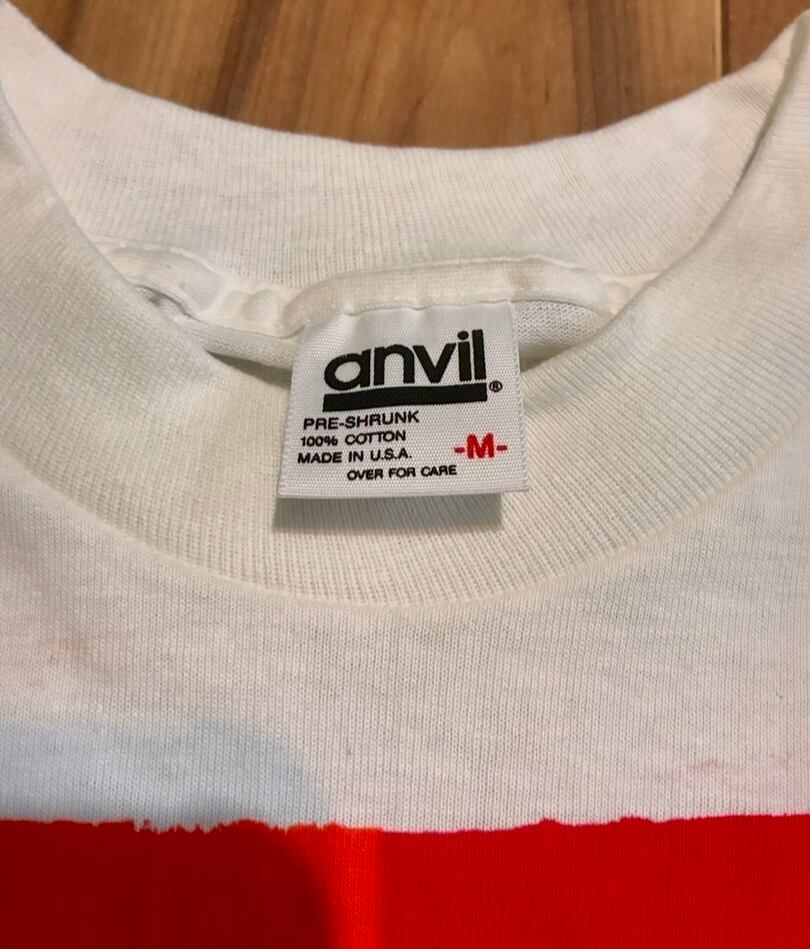 anvil®
PRE-SHRUNK
100% COTTON
MADE IN U.S.A.
-M-
OVER FOR CARE